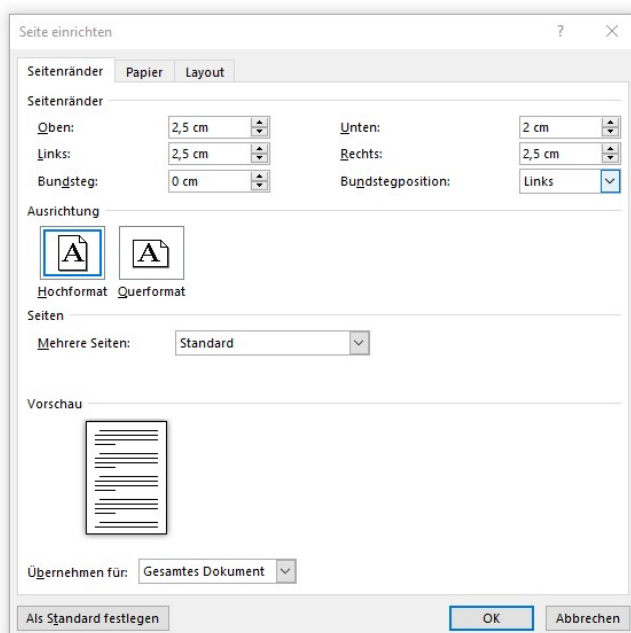 Seite einrichten ? ×
Seitenränder Papier Layout
Seitenränder
Oben: 2,5 cm Unten: 2 cm
Links: 2,5 cm Rechts: 2,5 cm
Bundsteg: 0 cm Bundstegposition: Links
Ausrichtung
A A
Hochformat Querformat
Seiten
Mehrere Seiten: Standard
Vorschau
Übernehmen für: Gesamtes Dokument
Als Standard festlegen OK Abbrechen